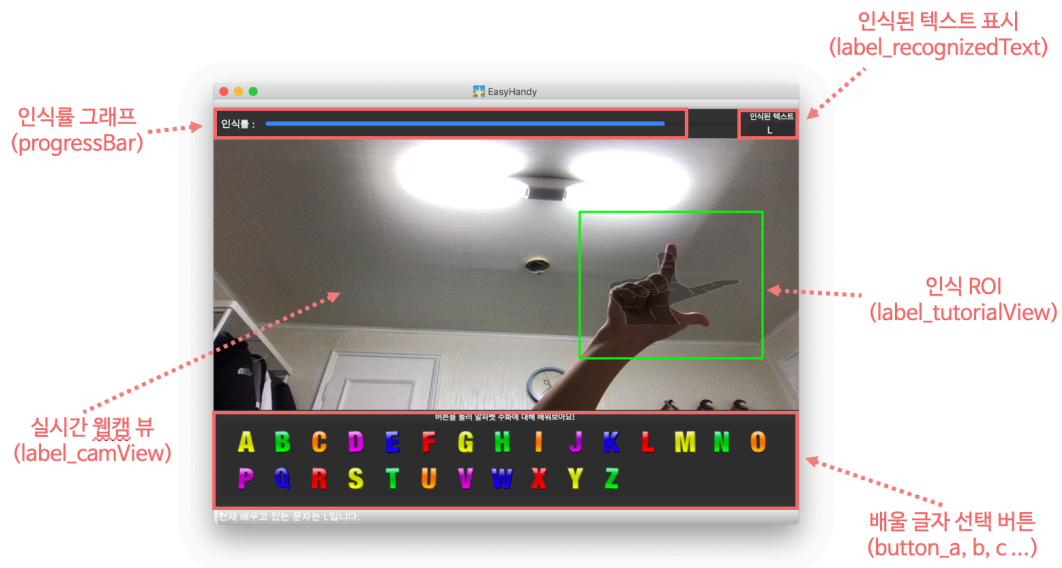 인식된 텍스트 표시
(label_recognizedText)
EasyHandy
인식률 그래프
(progressBar)
인식률 :
인식된 텍스트
L
인식 ROI
(label_tutorialView)
실시간 웹캠 뷰
(label_camView)
버튼을 눌러 알파벳 수화에 대해 배워보아요!
A B C D E F G H I J K L M N O
P Q R S T U V W X Y Z
현재 배우고 있는 문자는 L입니다.
배울 글자 선택 버튼
(button_a, b, c ...)